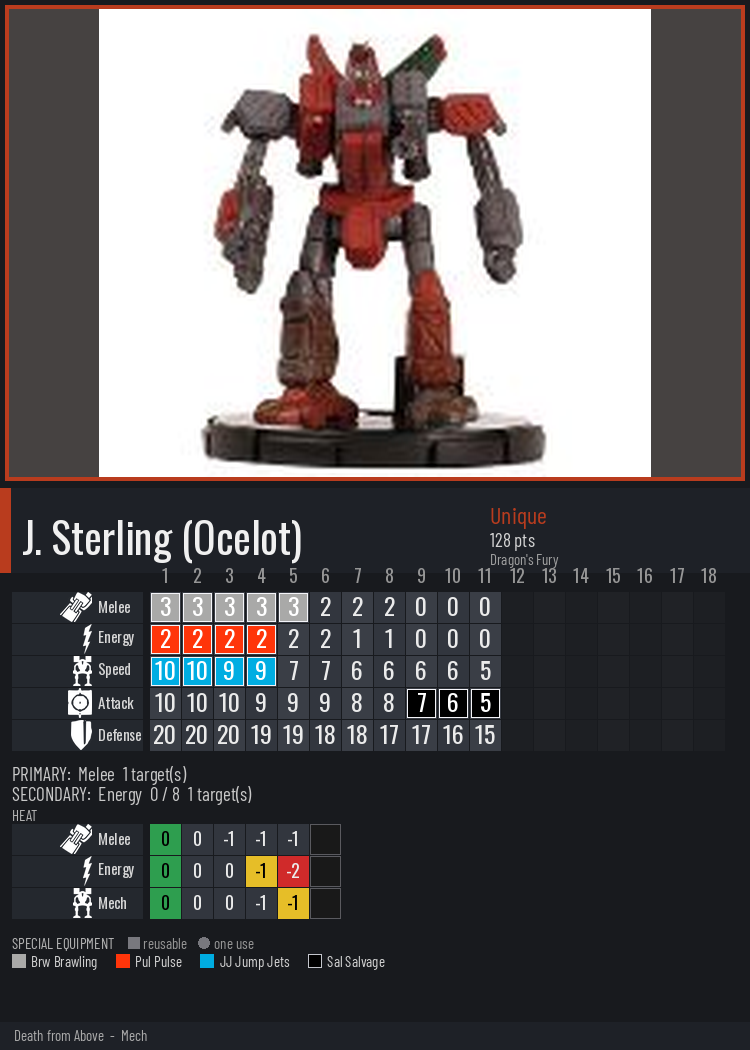 J. Sterling (Ocelot)
Unique
128 pts
Dragon's Fury
1 2 3 4 5 6 7 8 9 10 11 12 13 14 15 16 17 18
Melee 3 3 3 3 3 2 2 2 0 0 0
Energy 2 2 2 2 2 2 1 1 0 0 0
Speed 10 10 9 9 7 7 6 6 6 6 5
Attack 10 10 10 9 9 9 8 8 7 6 5
Defense 20 20 20 19 19 18 18 17 17 16 15
PRIMARY: Melee 1 target(s)
SECONDARY: Energy 0 / 8 1 target(s)
HEAT
Melee 0 0 -1 -1 -1
Energy 0 0 0 -1 -2
Mech 0 0 0 -1 -1
SPECIAL EQUIPMENT reusable one use
Brw Brawling Pul Pulse JJ Jump Jets Sal Salvage
Death from Above - Mech